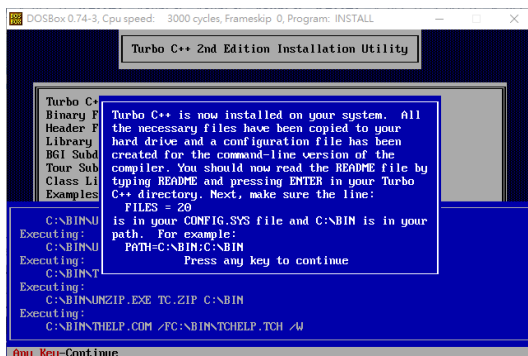 DOSBox 0.74-3, Cpu speed: 3000 cycles, Frameskip 0, Program: INSTALL
Turbo C++ 2nd Edition Installation Utility
Turbo C+
Binary F
Header F
Library
BGI Subd
Tour Sub
Class Li
Examples
Turbo C++ is now installed on your system. All
the necessary files have been copied to your
hard drive and a configuration file has been
created for the command-line version of the
compiler. You should now read the README file by
typing README and pressing ENTER in your Turbo
C++ directory. Next, make sure the line:
FILES = 20
is in your CONFIG.SYS file and C:\BIN is in your
path. For example:
PATH=C:\BIN;C:\BIN
Press any key to continue
C:\BIN\U
Executing:
C:\BIN\U
Executing:
C:\BIN\T
Executing:
C:\BIN\UNZIP.EXE TC.ZIP C:\BIN
Executing:
C:\BIN\THELP.COM /FC:\BIN\TCHELP.TCH /W
Any Key-Continue